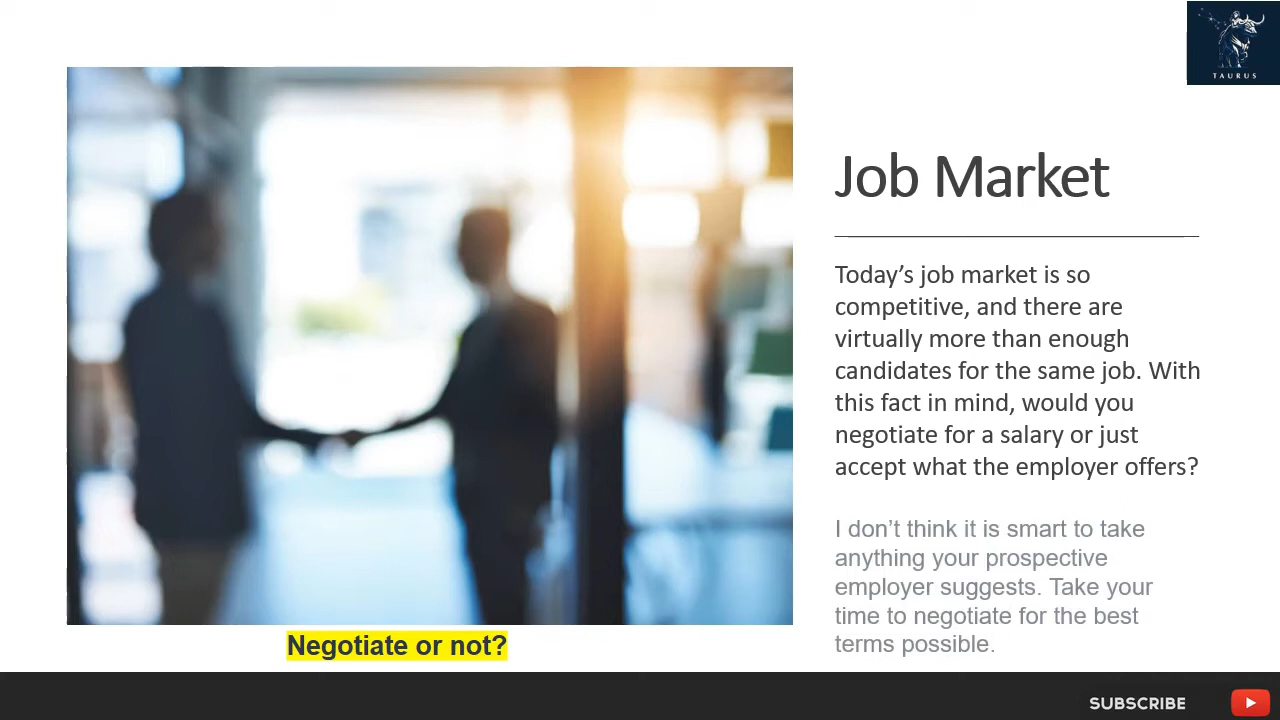 TAURUS
Job Market
Today’s job market is so
competitive, and there are
virtually more than enough
candidates for the same job. With
this fact in mind, would you
negotiate for a salary or just
accept what the employer offers?
I don’t think it is smart to take
anything your prospective
employer suggests. Take your
time to negotiate for the best
terms possible.
Negotiate or not?
SUBSCRIBE